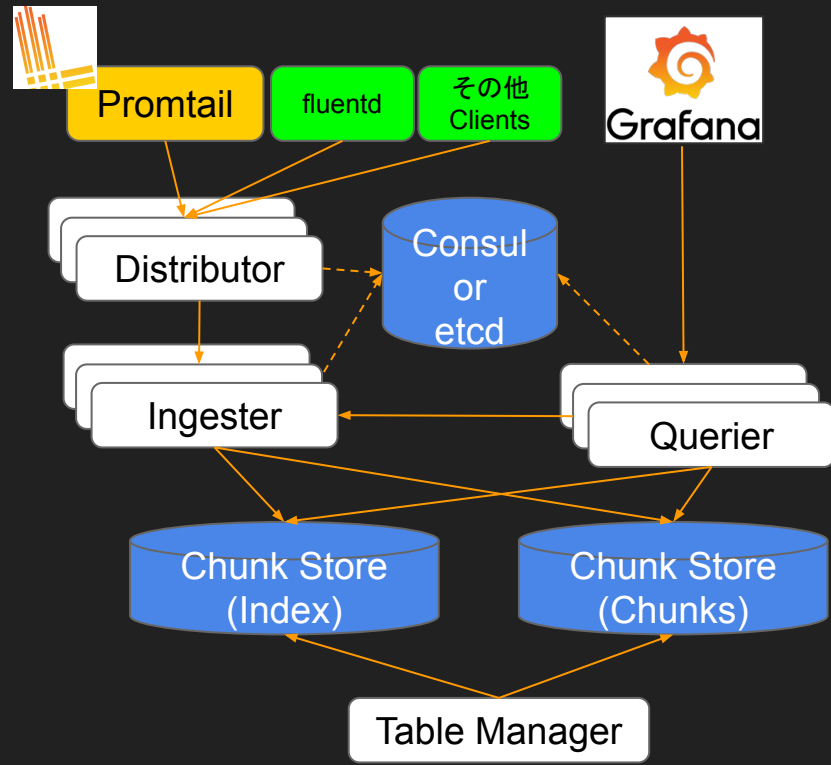 Promtail
fluentd
その他
Clients
Grafana
Distributor
Consul
or
etcd
Ingester
Querier
Chunk Store
(Index)
Chunk Store
(Chunks)
Table Manager